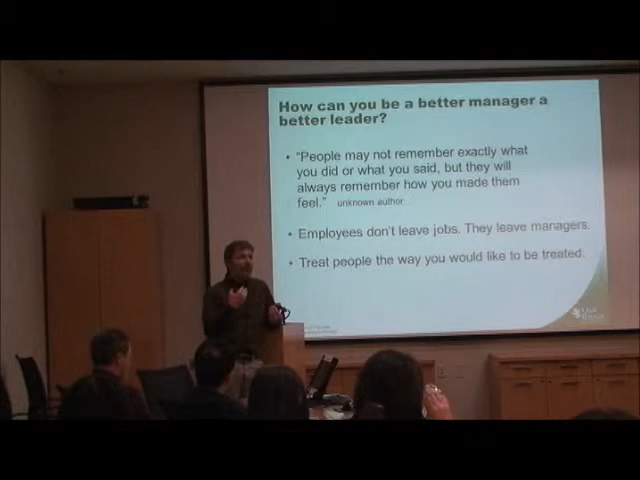 How can you be a better manager a
better leader?
• "People may not remember exactly what
you did or what you said, but they will
always remember how you made them
feel." unknown author
• Employees don't leave jobs. They leave managers.
• Treat people the way you would like to be treated.